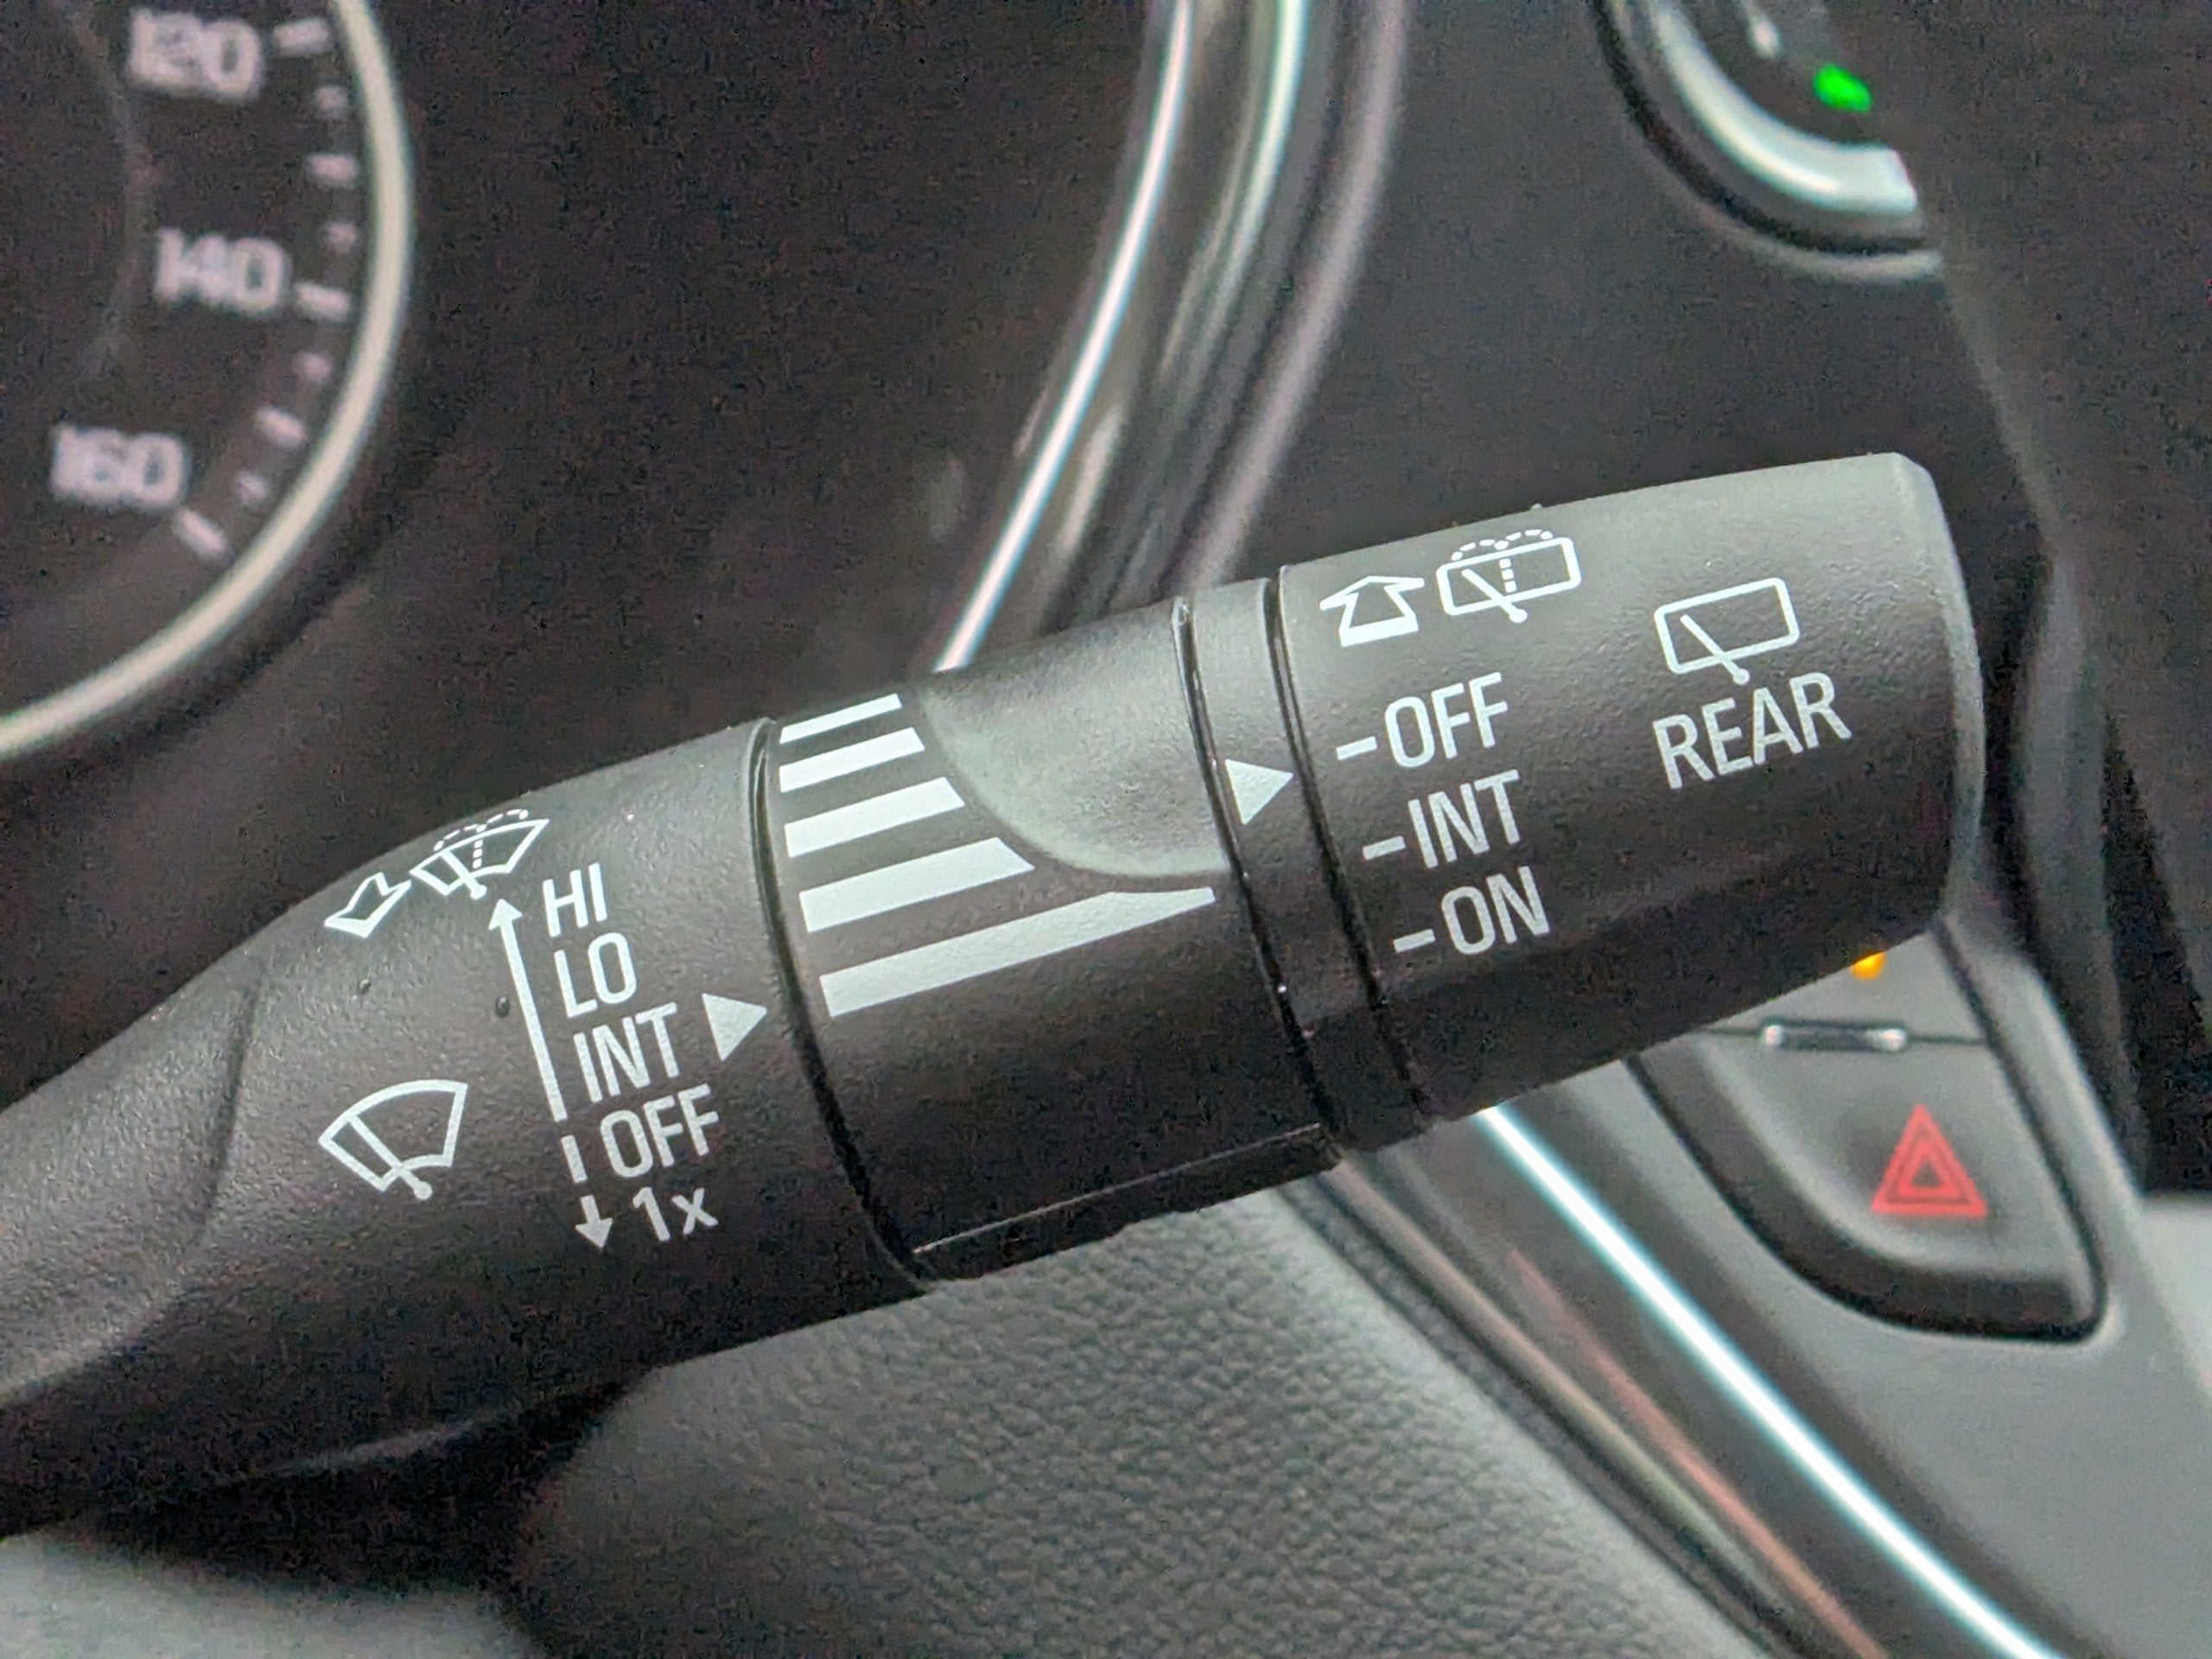 120
140
160
HI
LO
INT
OFF
1x
-OFF
-INT
-ON
REAR